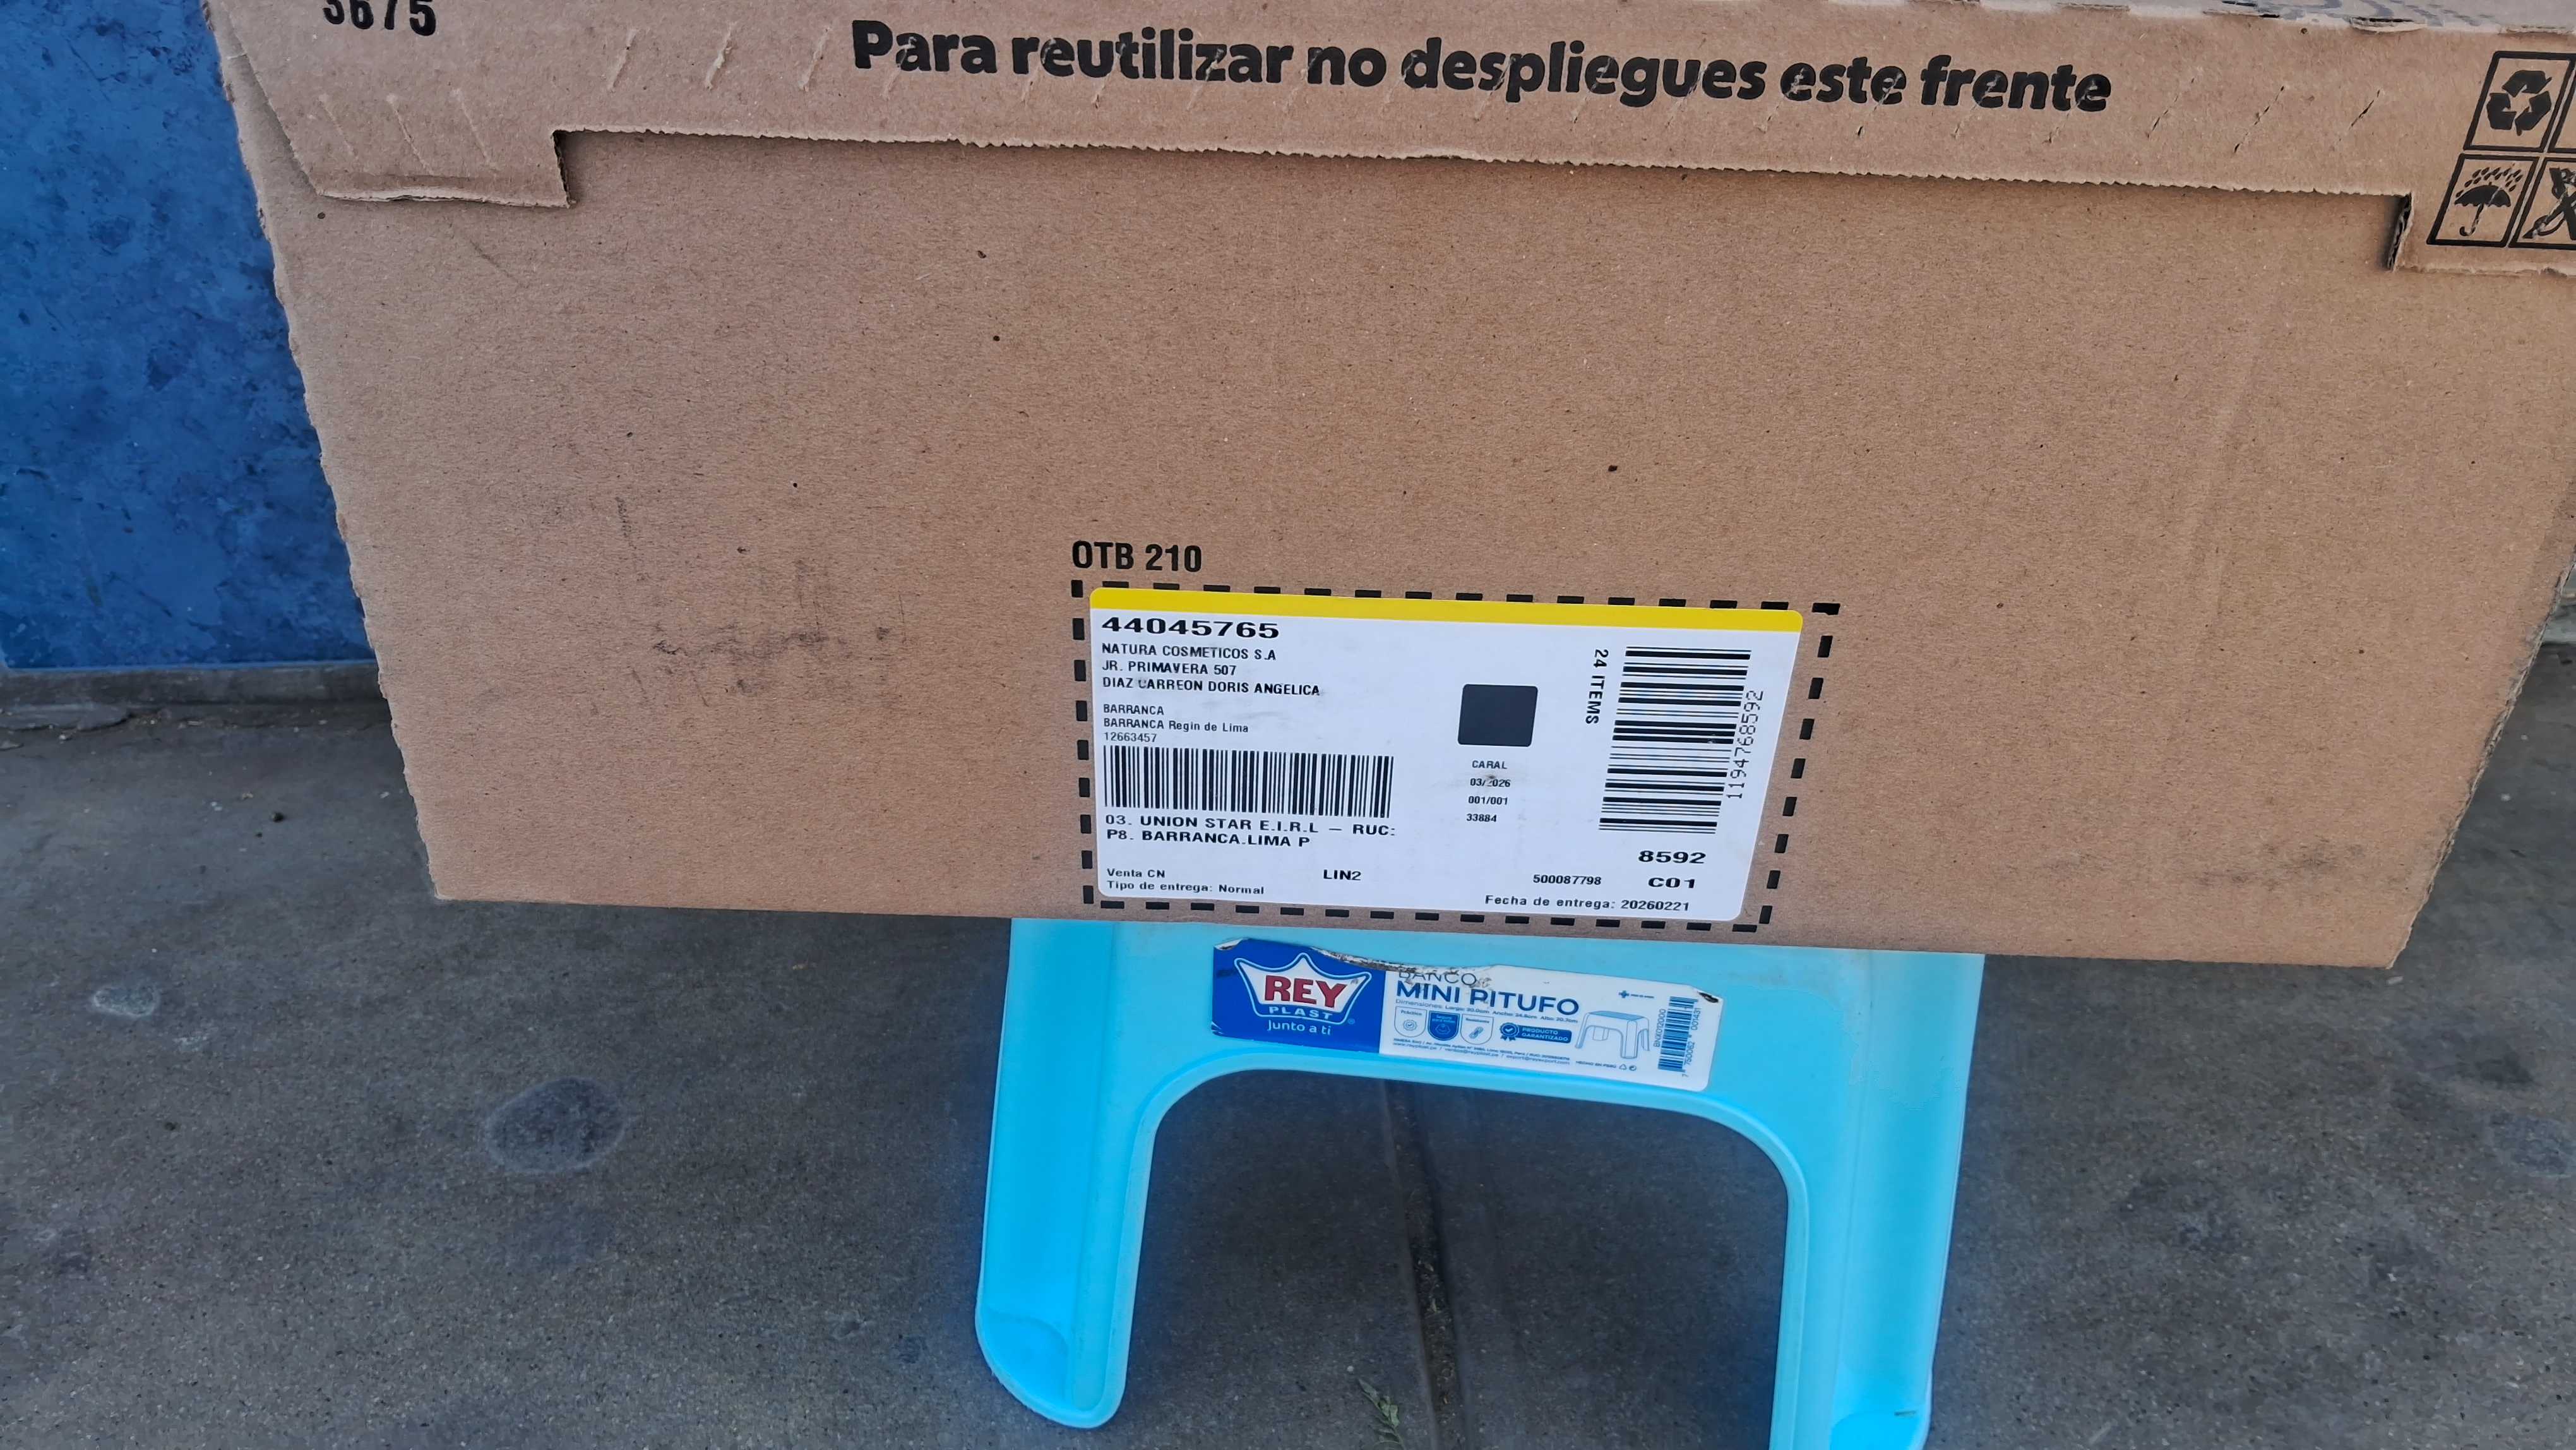 3675
Para reutilizar no despliegues este frente
OTB 210
44045765
NATURA COSMETICOS S.A
JR. PRIMAVERA 507
DIAZ CARREON DORIS ANGELICA
BARRANCA
BARRANCA Regin de Lima
12663457
03. UNION STAR E.I.R.L – RUC:
P8. BARRANCA.LIMA P
Venta CN
LIN2
Tipo de entrega: Normal
CARAL
03/2026
001/001
33884
24 ITEMS
1194768592
8592
500087798
C01
Fecha de entrega: 20260221
REY
PLAST
Junto a ti
BANCO
MINI PITUFO
PRODUCTO
GARANTIZADO